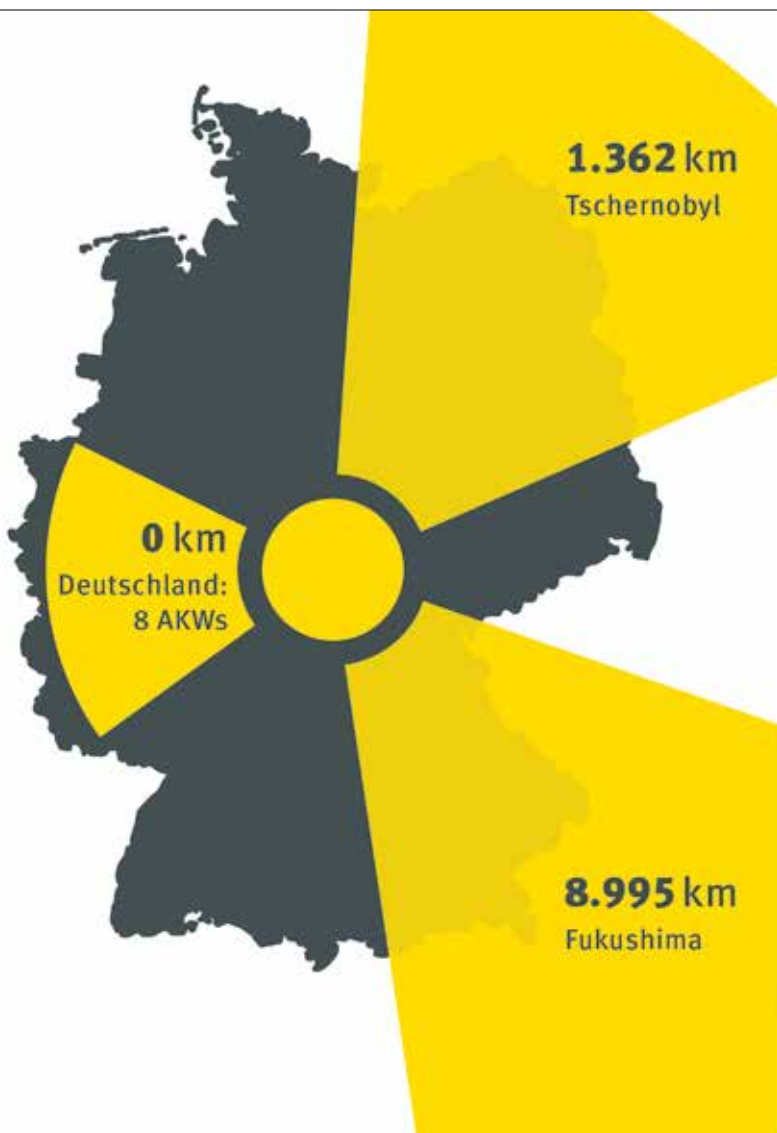 1.362 km
Tschernobyl
0 km
Deutschland:
8 AKWs
8.995 km
Fukushima